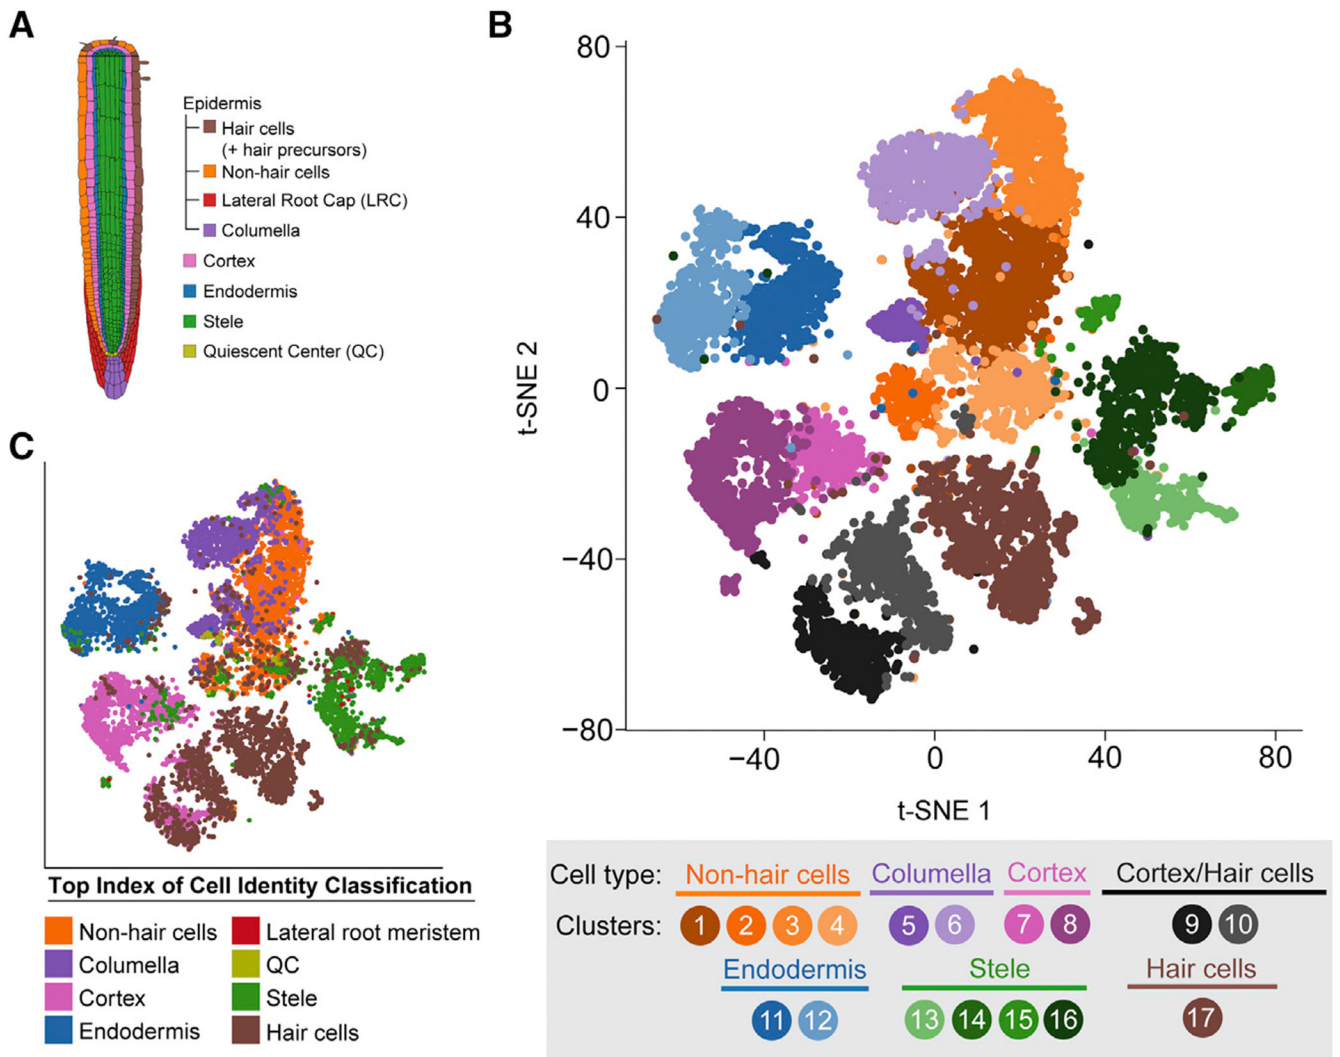 A
Epidermis
Hair cells
(+ hair precursors)
Non-hair cells
Lateral Root Cap (LRC)
Columella
Cortex
Endodermis
Stele
Quiescent Center (QC)
B
80
40
0
−40
−80
t-SNE 2
−40 0 40 80
t-SNE 1
Cell type: Non-hair cells Columella Cortex Cortex/Hair cells
Clusters: 1 2 3 4 5 6 7 8 9 10
Endodermis Stele Hair cells
11 12 13 14 15 16 17
C
Top Index of Cell Identity Classification
Non-hair cells Lateral root meristem
Columella QC
Cortex Stele
Endodermis Hair cells